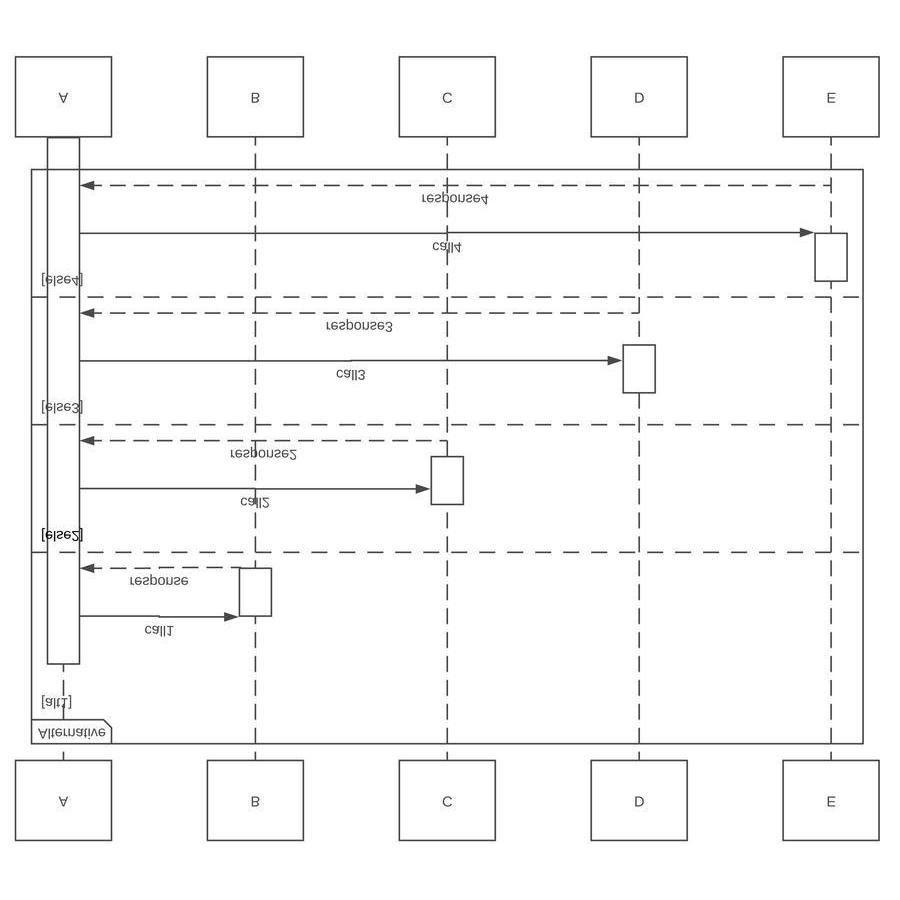 A
B
C
D
E
Alternative
[alt1]
call1
response
[else2]
call2
response2
[else3]
call3
response3
[else4]
call4
response4
A
B
C
D
E